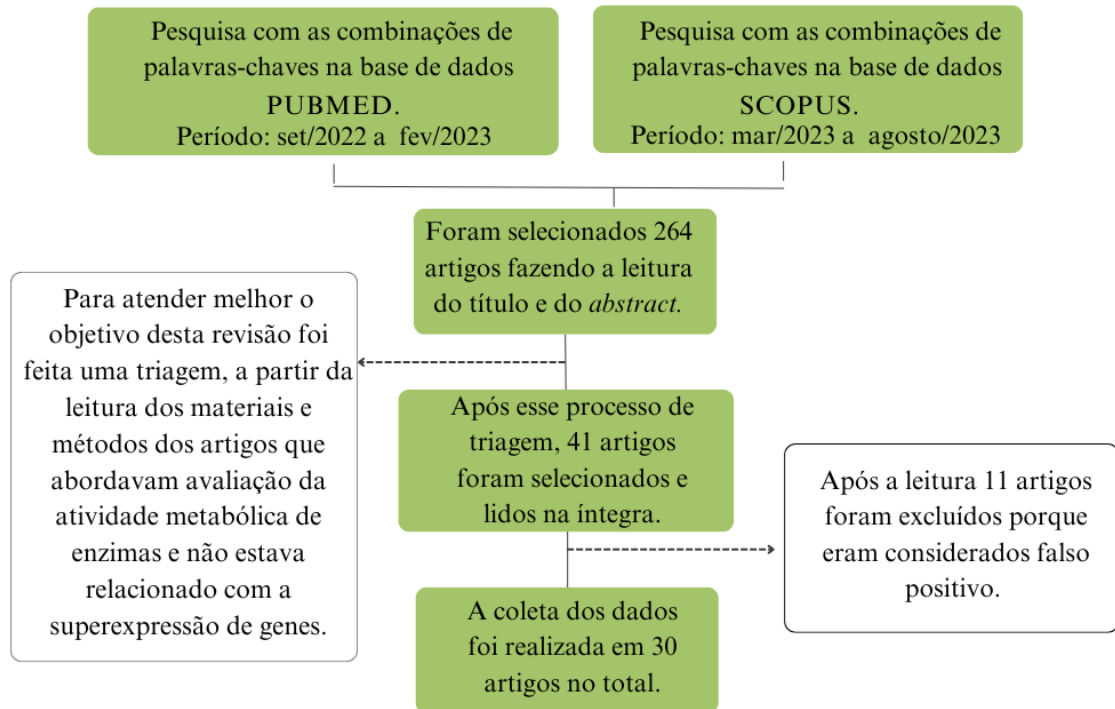 Pesquisa com as combinações de
palavras-chaves na base de dados
PUBMED.
Período: set/2022 a fev/2023
Pesquisa com as combinações de
palavras-chaves na base de dados
SCOPUS.
Período: mar/2023 a agosto/2023
Foram selecionados 264
artigos fazendo a leitura
do título e do abstract.
Para atender melhor o
objetivo desta revisão foi
feita uma triagem, a partir da
leitura dos materiais e
métodos dos artigos que
abordavam avaliação da
atividade metabólica de
enzimas e não estava
relacionado com a
superexpressão de genes.
Após esse processo de
triagem, 41 artigos
foram selecionados e
lidos na íntegra.
Após a leitura 11 artigos
foram excluídos porque
eram considerados falso
positivo.
A coleta dos dados
foi realizada em 30
artigos no total.